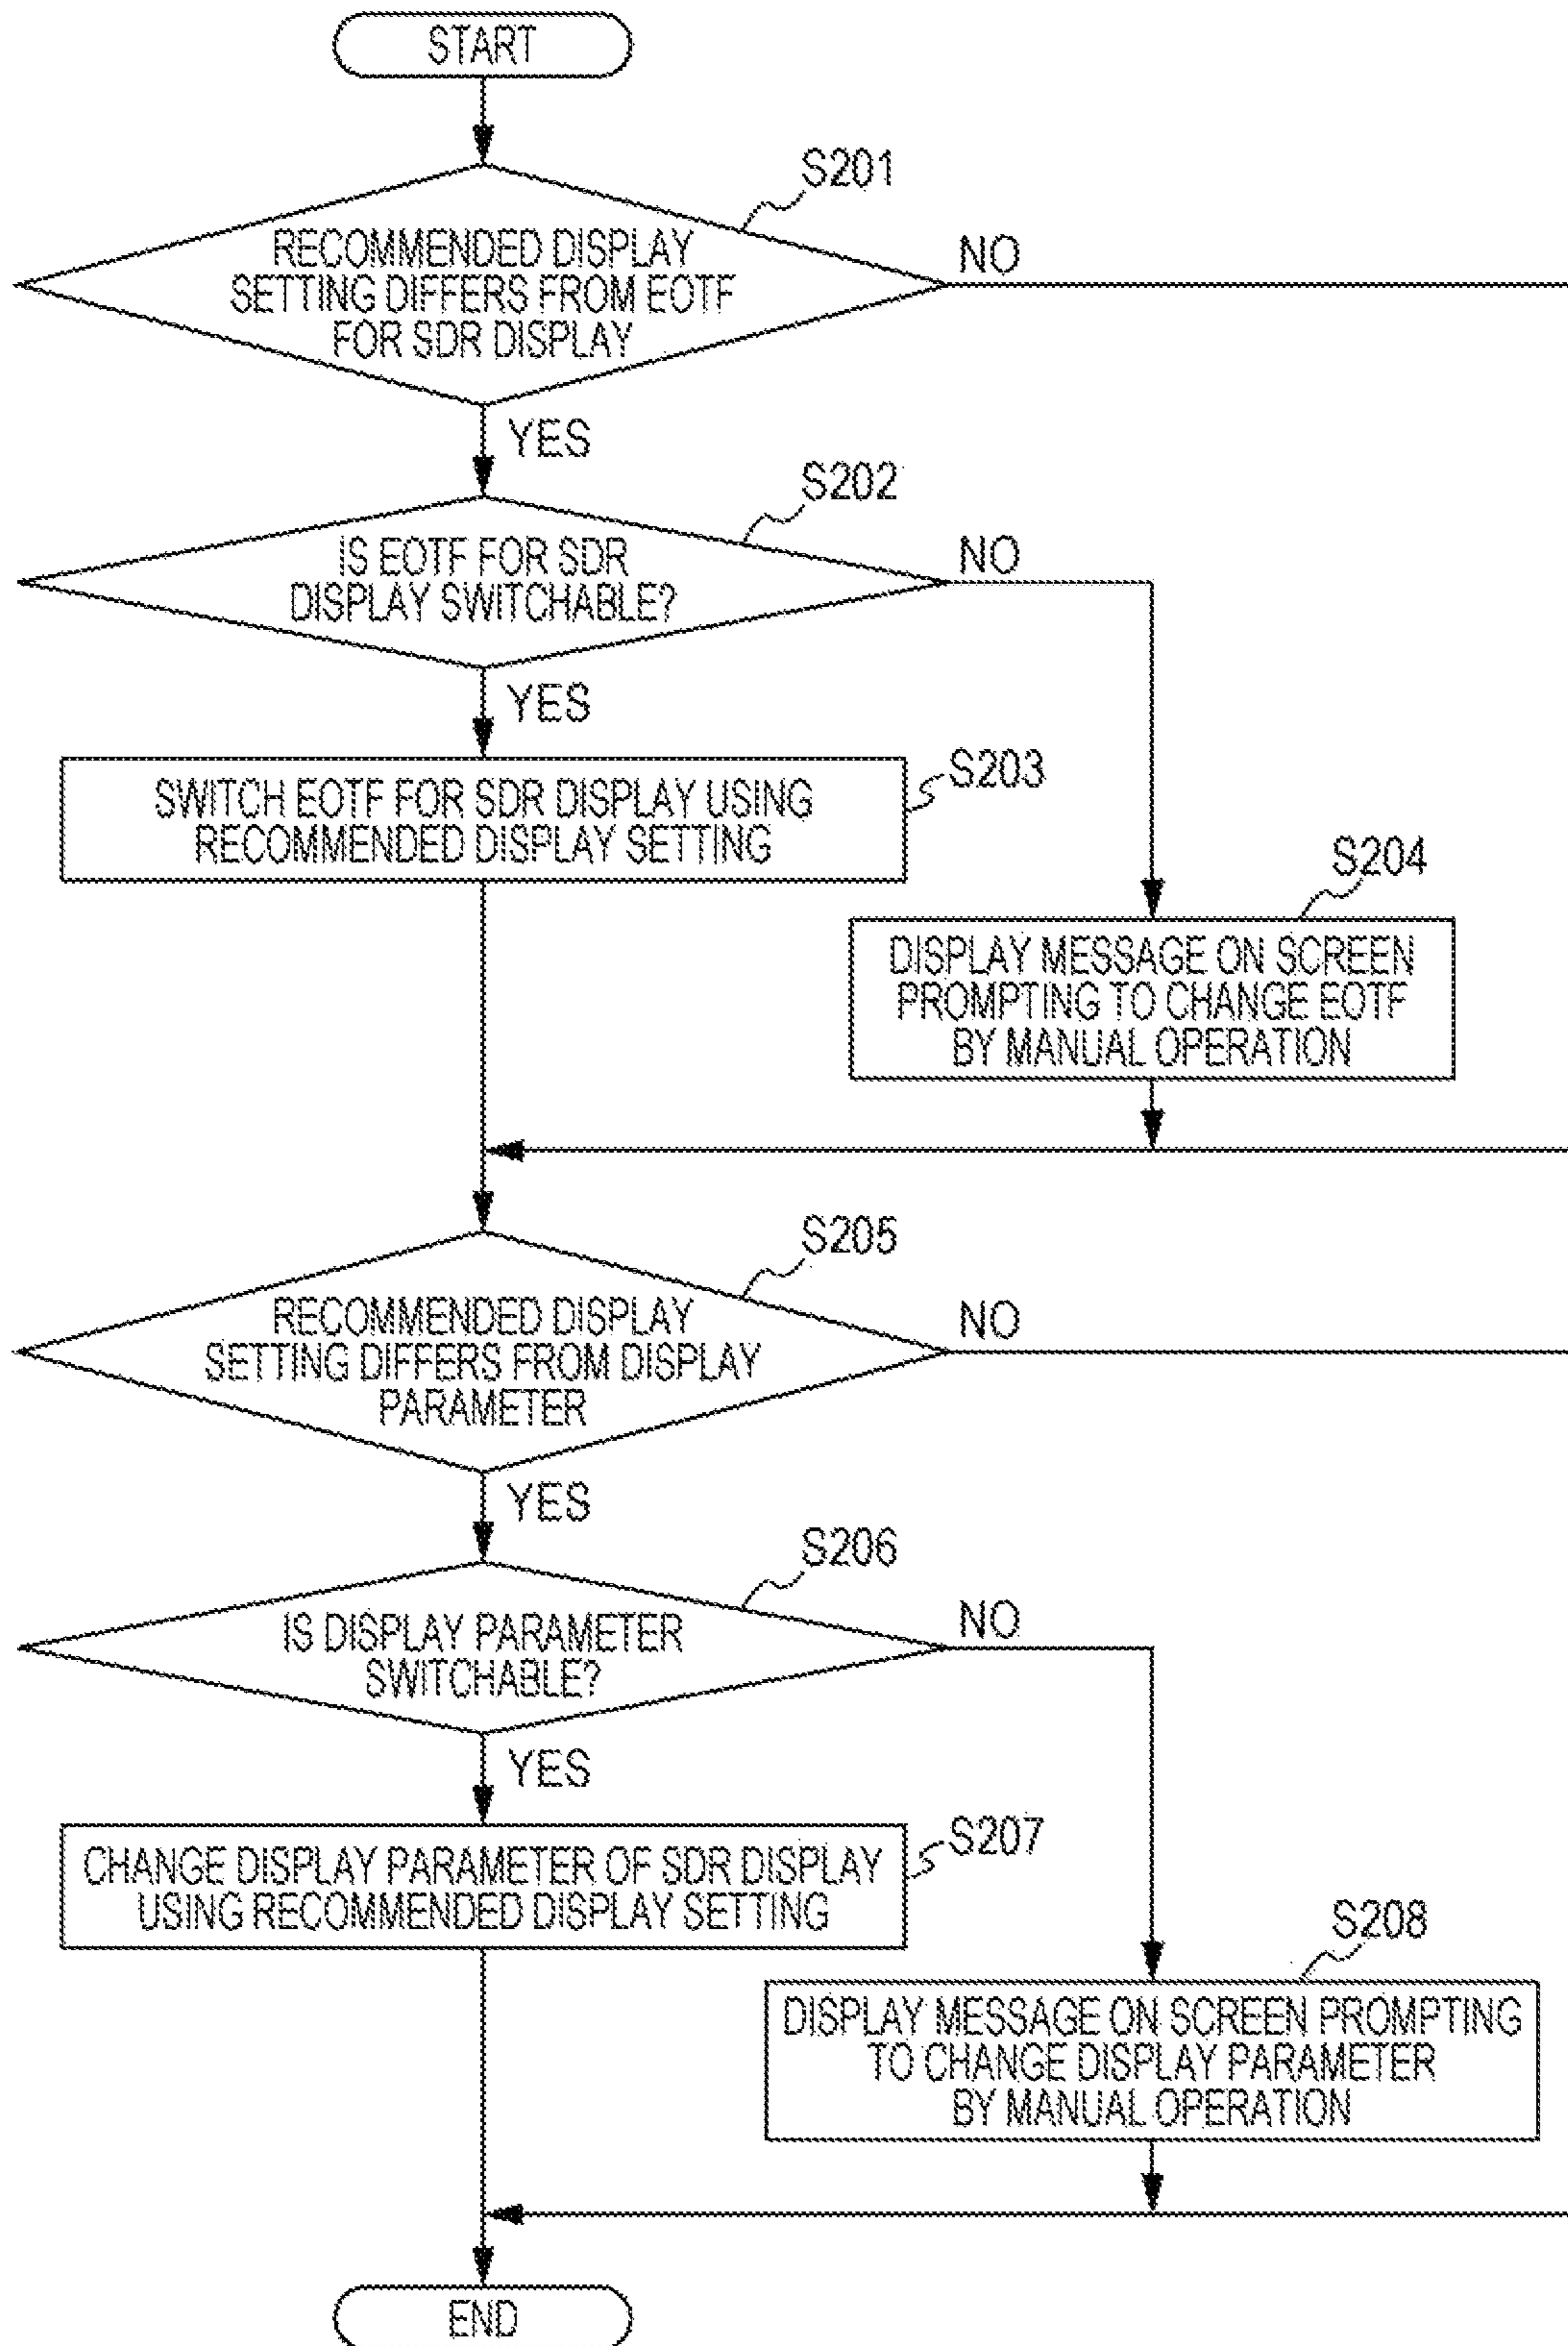 START
S201
RECOMMENDED DISPLAY
SETTING DIFFERS FROM EOTF
FOR SDR DISPLAY
NO
YES
S202
IS EOTF FOR SDR
DISPLAY SWITCHABLE?
NO
YES
S203
SWITCH EOTF FOR SDR DISPLAY USING
RECOMMENDED DISPLAY SETTING
S204
DISPLAY MESSAGE ON SCREEN
PROMPTING TO CHANGE EOTF
BY MANUAL OPERATION
S205
RECOMMENDED DISPLAY
SETTING DIFFERS FROM DISPLAY
PARAMETER
NO
YES
S206
IS DISPLAY PARAMETER
SWITCHABLE?
NO
YES
S207
CHANGE DISPLAY PARAMETER OF SDR DISPLAY
USING RECOMMENDED DISPLAY SETTING
S208
DISPLAY MESSAGE ON SCREEN PROMPTING
TO CHANGE DISPLAY PARAMETER
BY MANUAL OPERATION
END